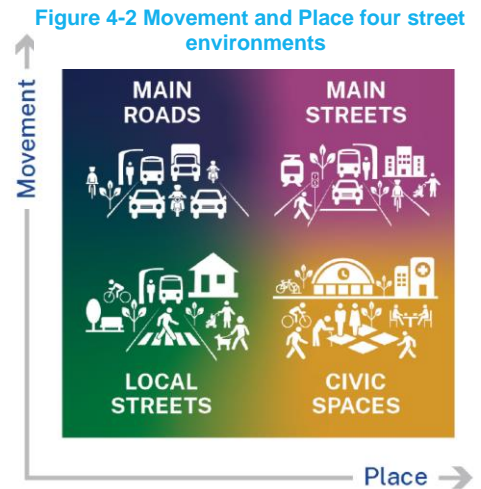 Figure 4-2 Movement and Place four street
environments
Movement
MAIN
ROADS
MAIN
STREETS
LOCAL
STREETS
CIVIC
SPACES
Place